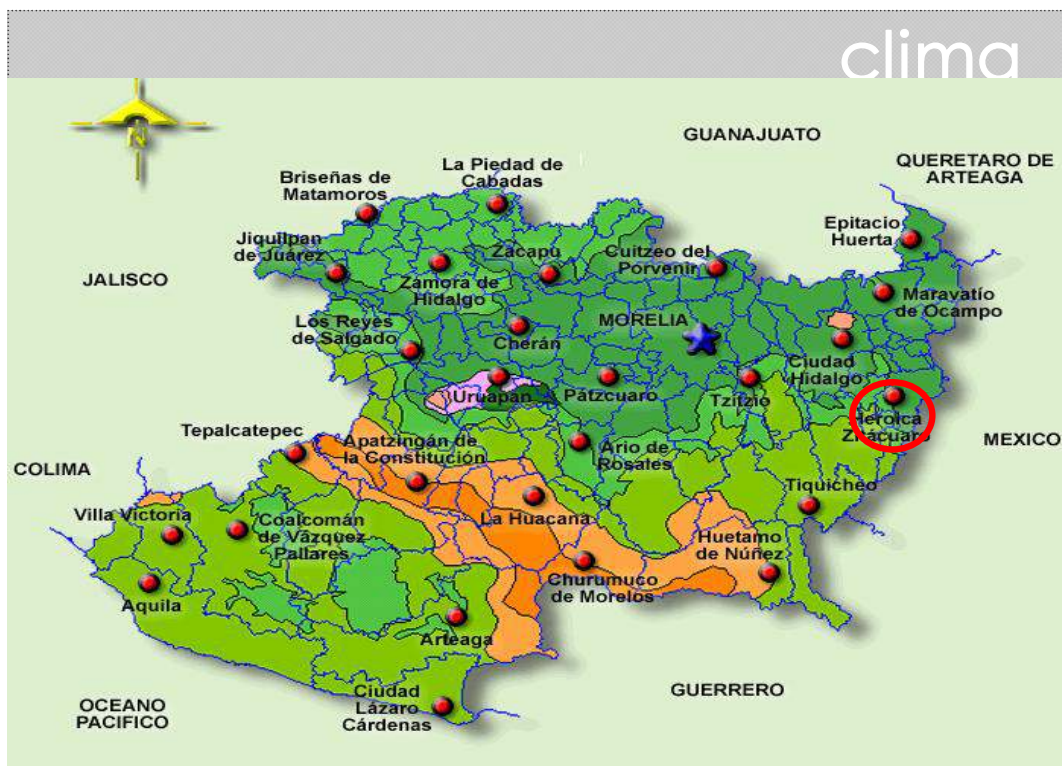 clima
N
GUANAJUATO
QUERETARO DE
ARTEAGA
La Piedad de
Cabadas
Briseñas de
Matamoros
Epitacio
Huerta
Jiquilpan
de Juárez
Zacapu
Cuitzeo del
Porvenir
JALISCO
Zamora de
Hidalgo
Maravatío
de Ocampo
Los Reyes
de Salgado
Cherán
MORELIA
Ciudad
Hidalgo
Uruapan
Pátzcuaro
Tzitzio
Heroica
Zitácuaro
MEXICO
Tepalcatepec
Apatzingán de
la Constitución
Ario de
Rosales
COLIMA
Tiquicheo
Villa Victoria
Coalcomán
de Vázquez
Pallares
La Huacana
Huetamo
de Núñez
Aquila
Churumuco
de Morelos
Arteaga
OCEANO
PACIFICO
Ciudad
Lázaro
Cárdenas
GUERRERO